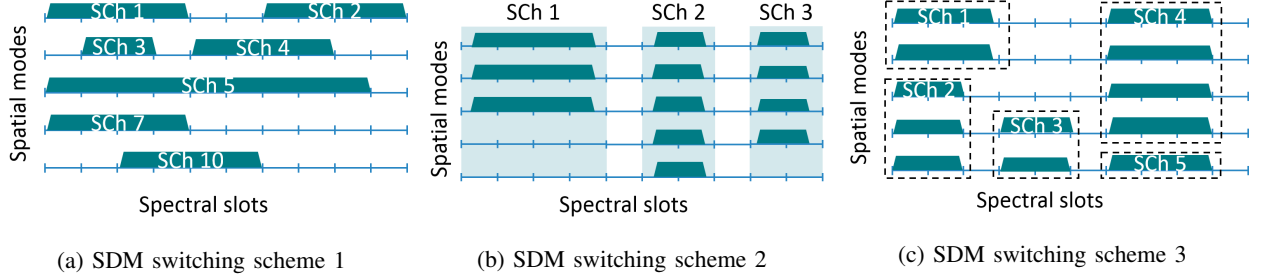 Spatial modes
SCh 1 SCh 2
SCh 3 SCh 4
SCh 5
SCh 7
SCh 10
Spectral slots
(a) SDM switching scheme 1
Spatial modes
SCh 1 SCh 2 SCh 3
Spectral slots
(b) SDM switching scheme 2
Spatial modes
SCh 1 SCh 4
SCh 2
SCh 3
SCh 5
Spectral slots
(c) SDM switching scheme 3